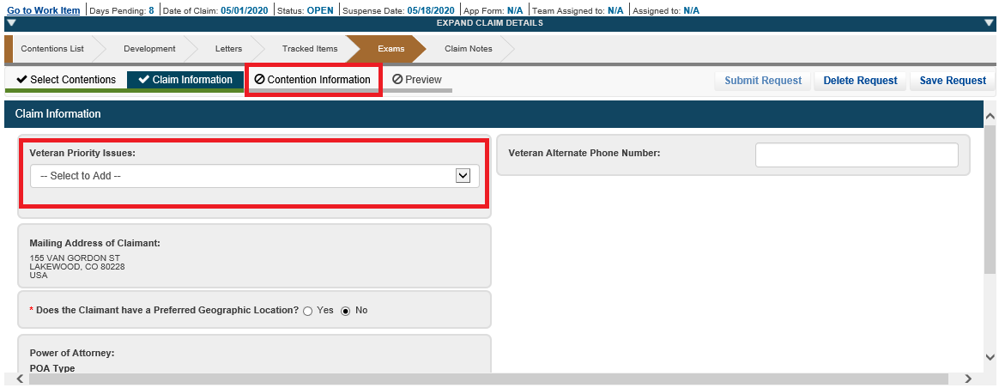 Go to Work Item Days Pending: 8 Date of Claim: 05/01/2020 Status: OPEN Suspense Date: 05/18/2020 App Form: N/A Team Assigned to: N/A Assigned to: N/A
EXPAND CLAIM DETAILS
Contentions List Development Letters Tracked Items Exams Claim Notes
Select Contentions Claim Information Contention Information Preview Submit Request Delete Request Save Request
Claim Information
Veteran Priority Issues:
-- Select to Add --
Veteran Alternate Phone Number:
Mailing Address of Claimant:
155 VAN GORDON ST
LAKEWOOD, CO 80228
USA
* Does the Claimant have a Preferred Geographic Location? Yes No
Power of Attorney:
POA Type